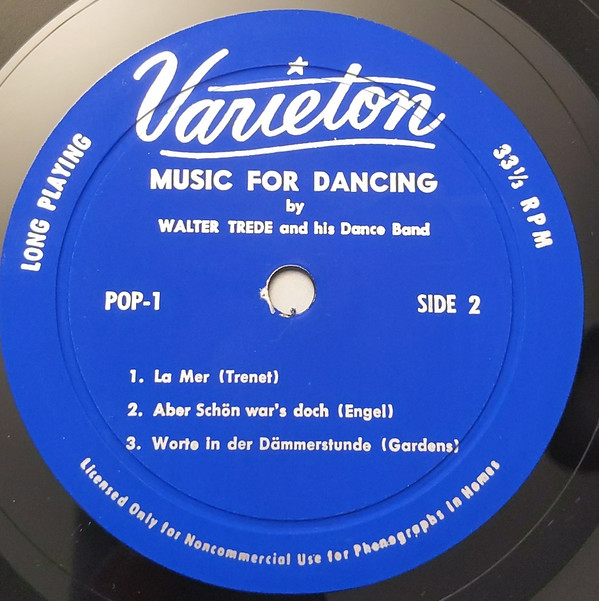 Varieton
MUSIC FOR DANCING
by
WALTER TREDE and his Dance Band
LONG PLAYING
33⅓ RPM
POP-1
SIDE 2
1. La Mer (Trenet)
2. Aber Schön war's doch (Engel)
3. Worte in der Dämmerstunde (Gardens)
Licensed Only for Noncommercial Use for Phonographs in Homes